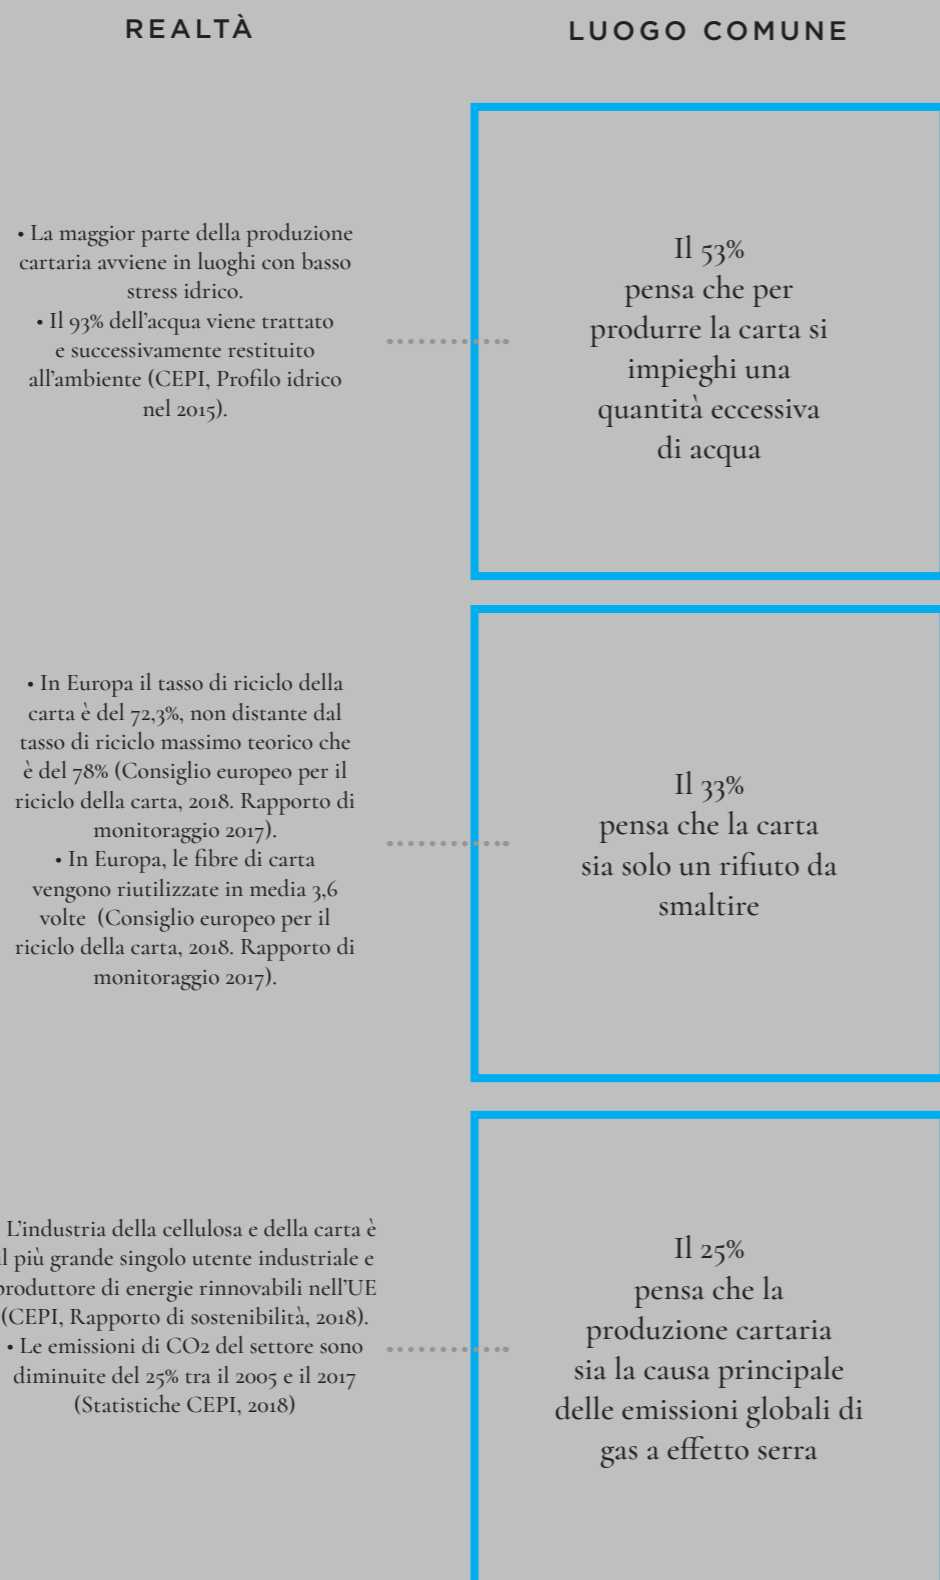 REALTÀ
LUOGO COMUNE
• La maggior parte della produzione
cartaria avviene in luoghi con basso
stress idrico.
• Il 93% dell’acqua viene trattato
e successivamente restituito
all’ambiente (CEPI, Profilo idrico
nel 2015).
Il 53%
pensa che per
produrre la carta si
impieghi una
quantità eccessiva
di acqua
• In Europa il tasso di riciclo della
carta è del 72,3%, non distante dal
tasso di riciclo massimo teorico che
è del 78% (Consiglio europeo per il
riciclo della carta, 2018. Rapporto di
monitoraggio 2017).
• In Europa, le fibre di carta
vengono riutilizzate in media 3,6
volte (Consiglio europeo per il
riciclo della carta, 2018. Rapporto di
monitoraggio 2017).
Il 33%
pensa che la carta
sia solo un rifiuto da
smaltire
L’industria della cellulosa e della carta è
il più grande singolo utente industriale e
produttore di energie rinnovabili nell’UE
(CEPI, Rapporto di sostenibilità, 2018).
• Le emissioni di CO2 del settore sono
diminuite del 25% tra il 2005 e il 2017
(Statistiche CEPI, 2018)
Il 25%
pensa che la
produzione cartaria
sia la causa principale
delle emissioni globali di
gas a effetto serra